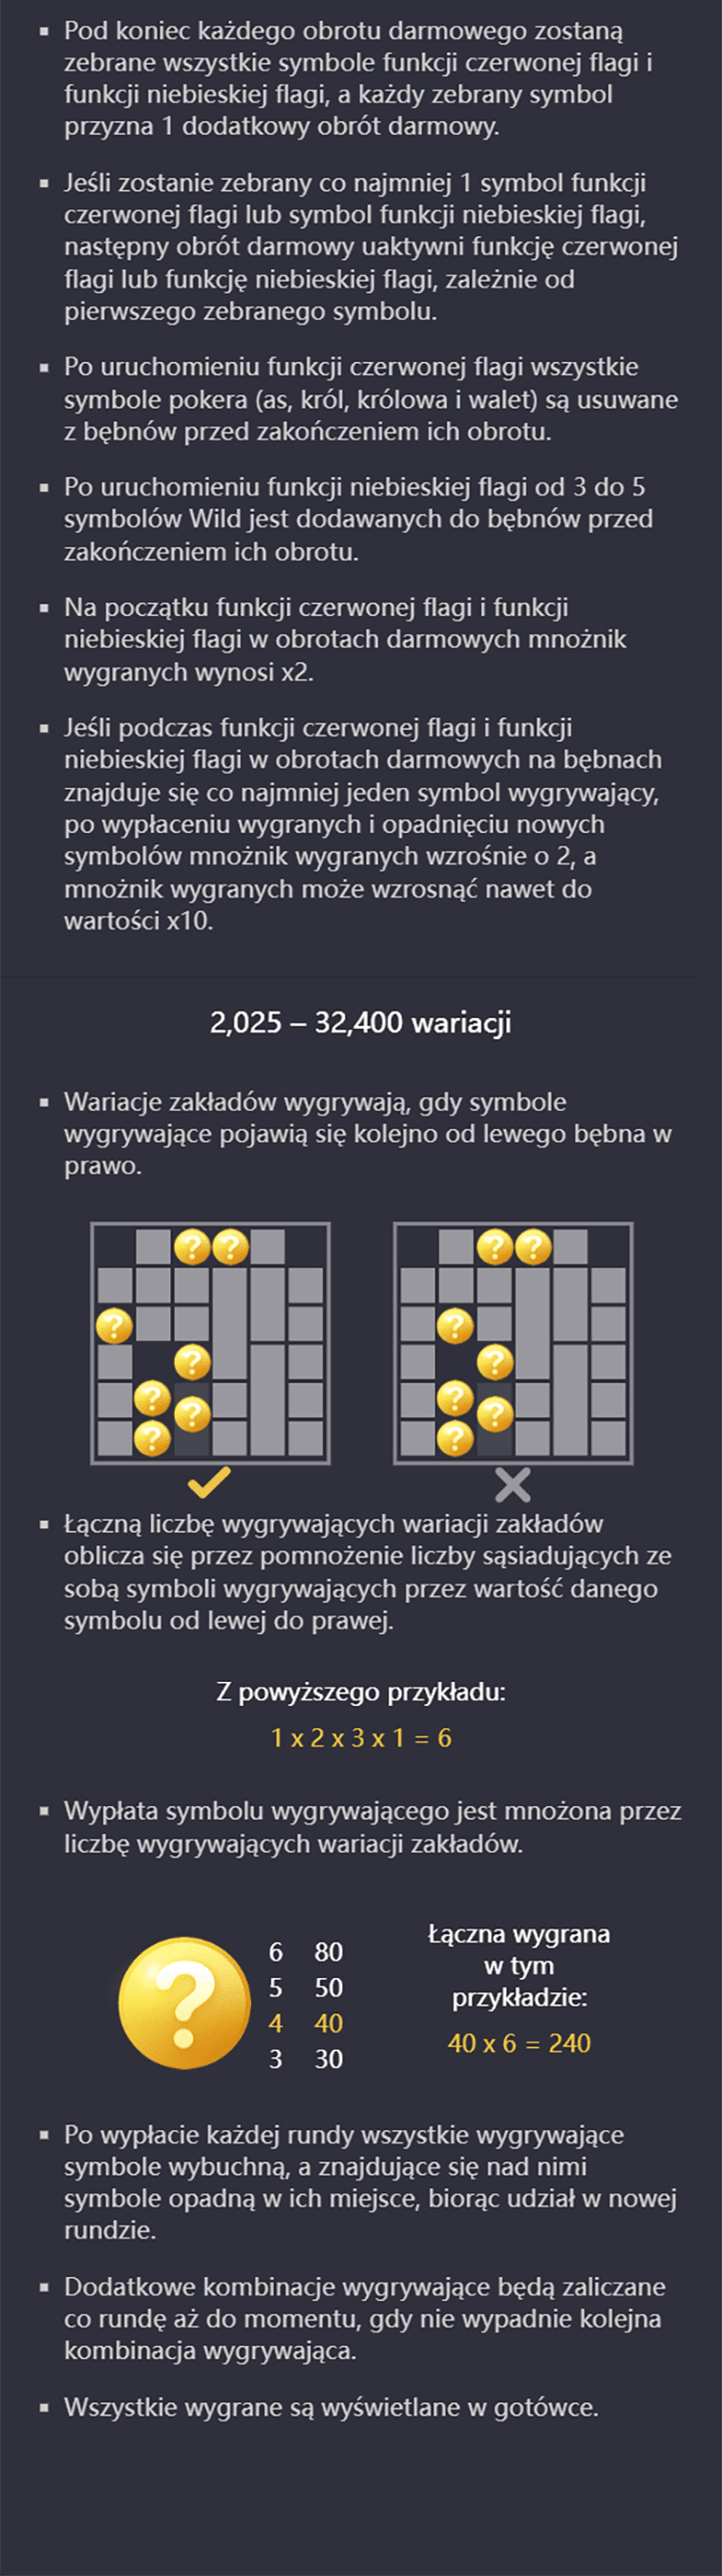 ▪ Pod koniec każdego obrotu darmowego zostaną
zebrane wszystkie symbole funkcji czerwonej flagi i
funkcji niebieskiej flagi, a każdy zebrany symbol
przyzna 1 dodatkowy obrót darmowy.
▪ Jeśli zostanie zebrany co najmniej 1 symbol funkcji
czerwonej flagi lub symbol funkcji niebieskiej flagi,
następny obrót darmowy uaktywni funkcję czerwonej
flagi lub funkcję niebieskiej flagi, zależnie od
pierwszego zebranego symbolu.
▪ Po uruchomieniu funkcji czerwonej flagi wszystkie
symbole pokera (as, król, królowa i walet) są usuwane
z bębnów przed zakończeniem ich obrotu.
▪ Po uruchomieniu funkcji niebieskiej flagi od 3 do 5
symbolów Wild jest dodawanych do bębnów przed
zakończeniem ich obrotu.
▪ Na początku funkcji czerwonej flagi i funkcji
niebieskiej flagi w obrotach darmowych mnożnik
wygranych wynosi x2.
▪ Jeśli podczas funkcji czerwonej flagi i funkcji
niebieskiej flagi w obrotach darmowych na bębnach
znajduje się co najmniej jeden symbol wygrywający,
po wypłaceniu wygranych i opadnięciu nowych
symbolów mnożnik wygranych wzrośnie o 2, a
mnożnik wygranych może wzrosnąć nawet do
wartości x10.
2,025 – 32,400 wariacji
▪ Wariacje zakładów wygrywają, gdy symbole
wygrywające pojawią się kolejno od lewego bębna w
prawo.
? ? ? ?
? ?
? ? ?
? ? ? ?
? ?
▪ Łączną liczbę wygrywających wariacji zakładów
oblicza się przez pomnożenie liczby sąsiadujących ze
sobą symboli wygrywających przez wartość danego
symbolu od lewej do prawej.
Z powyższego przykładu:
1 x 2 x 3 x 1 = 6
▪ Wypłata symbolu wygrywającego jest mnożona przez
liczbę wygrywających wariacji zakładów.
?
6 80
5 50
4 40
3 30
Łączna wygrana
w tym
przykładzie:
40 x 6 = 240
▪ Po wypłacie każdej rundy wszystkie wygrywające
symbole wybuchną, a znajdujące się nad nimi
symbole opadną w ich miejsce, biorąc udział w nowej
rundzie.
▪ Dodatkowe kombinacje wygrywające będą zaliczane
co rundę aż do momentu, gdy nie wypadnie kolejna
kombinacja wygrywająca.
▪ Wszystkie wygrane są wyświetlane w gotówce.